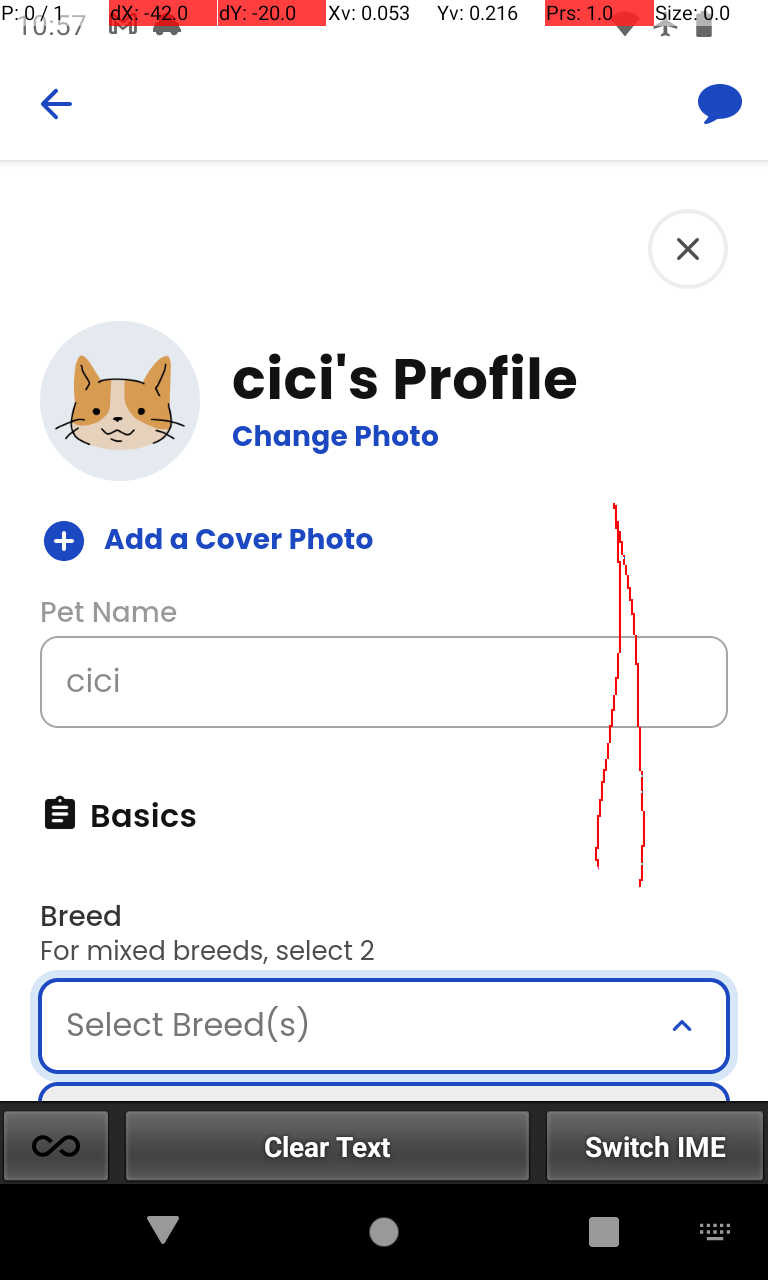 P: 0 / 1 dX: -42.0 dY: -20.0 Xv: 0.053 Yv: 0.216 Prs: 1.0 Size: 0.0
10:57
cici's Profile
Change Photo
Add a Cover Photo
Pet Name
cici
Basics
Breed
For mixed breeds, select 2
Select Breed(s)
Clear Text
Switch IME